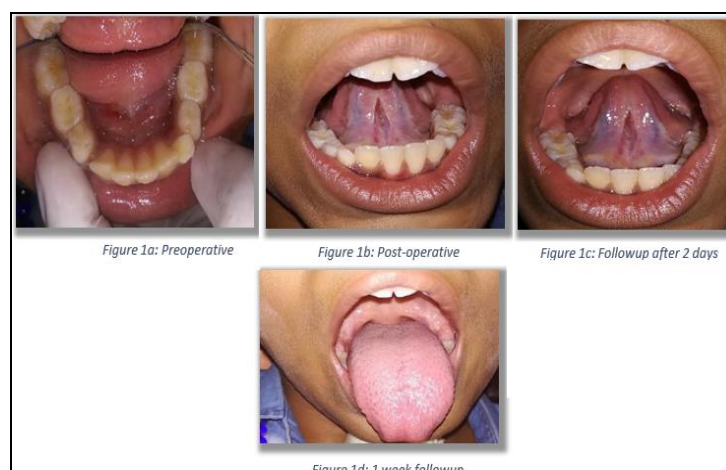 Figure 1a: Preoperative
Figure 1b: Post-operative
Figure 1c: Followup after 2 days
Figure 1d: 1 week followup